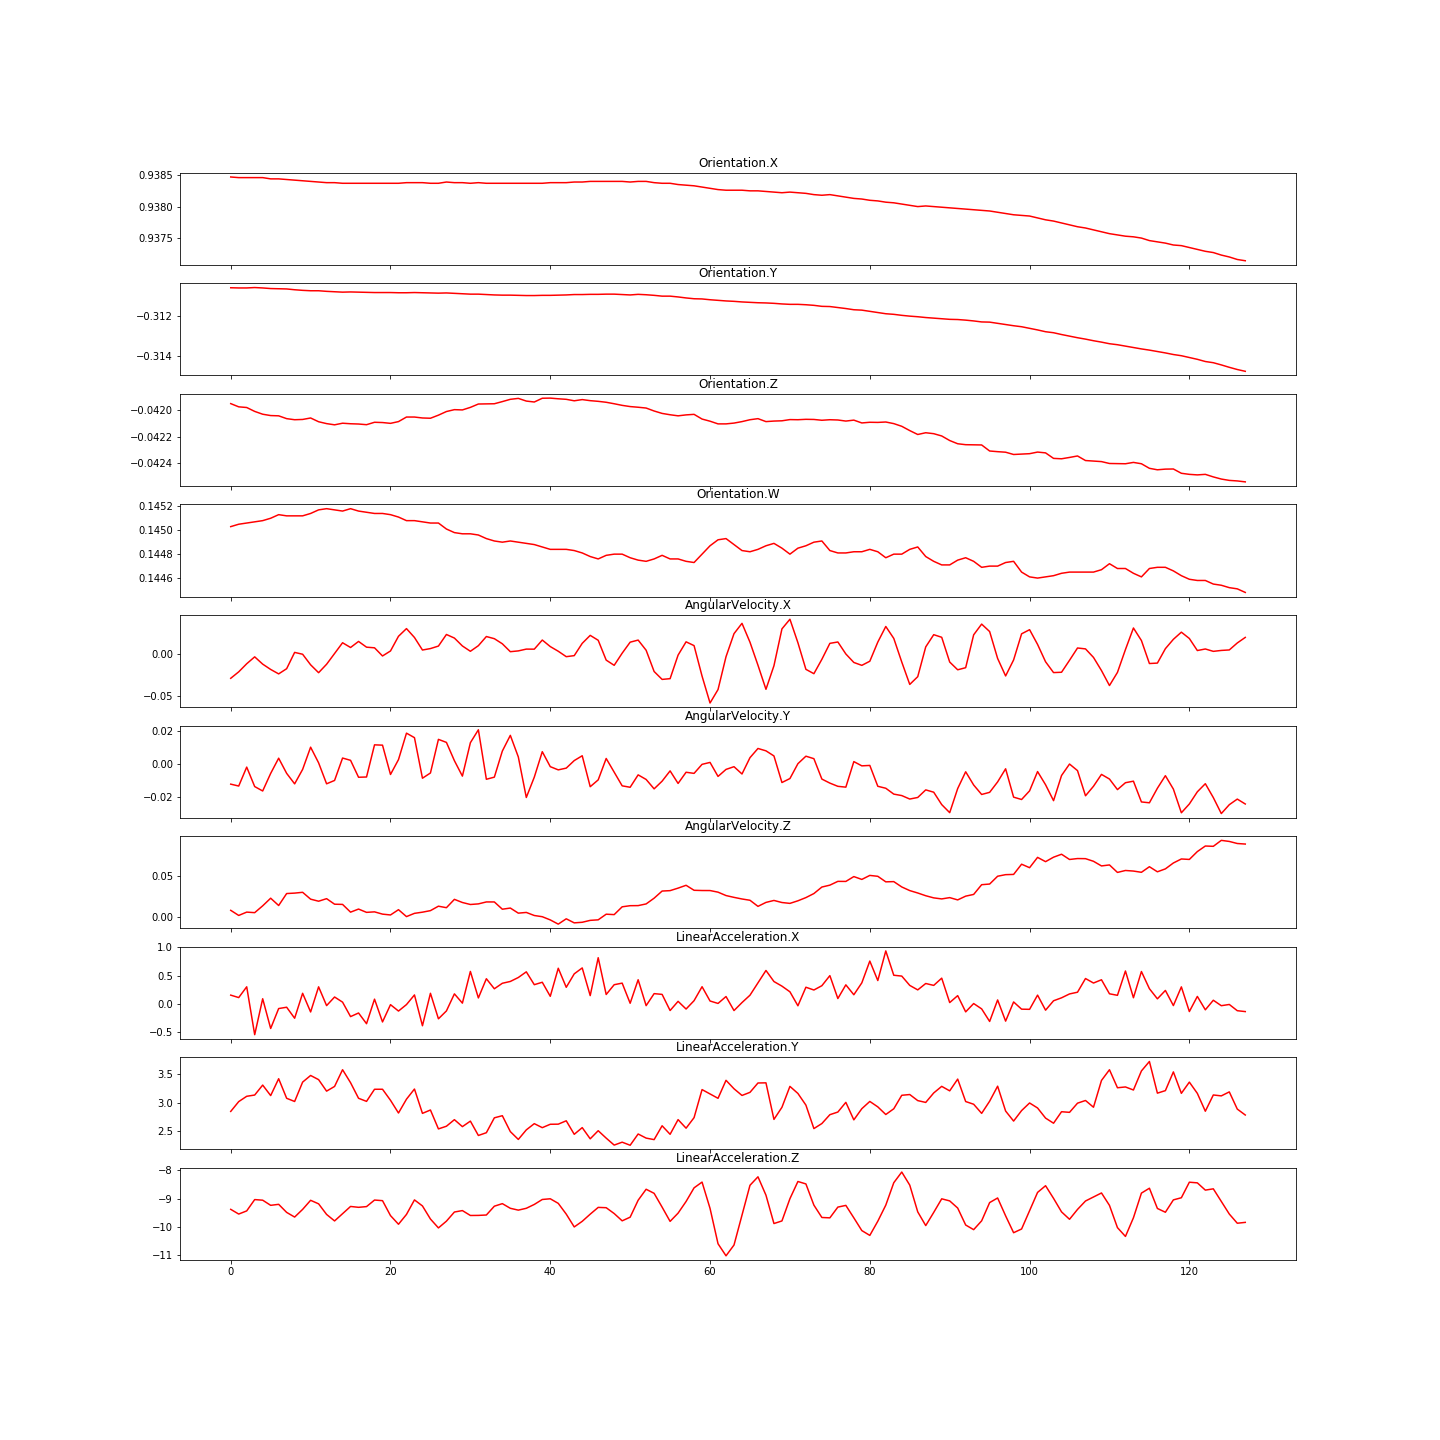 Orientation.X
0.9385
0.9380
0.9375
Orientation.Y
−0.312
−0.314
Orientation.Z
−0.0420
−0.0422
−0.0424
Orientation.W
0.1452
0.1450
0.1448
0.1446
AngularVelocity.X
0.00
−0.05
AngularVelocity.Y
0.02
0.00
−0.02
AngularVelocity.Z
0.05
0.00
LinearAcceleration.X
1.0
0.5
0.0
−0.5
LinearAcceleration.Y
3.5
3.0
2.5
LinearAcceleration.Z
−8
−9
−10
−11
0 20 40 60 80 100 120